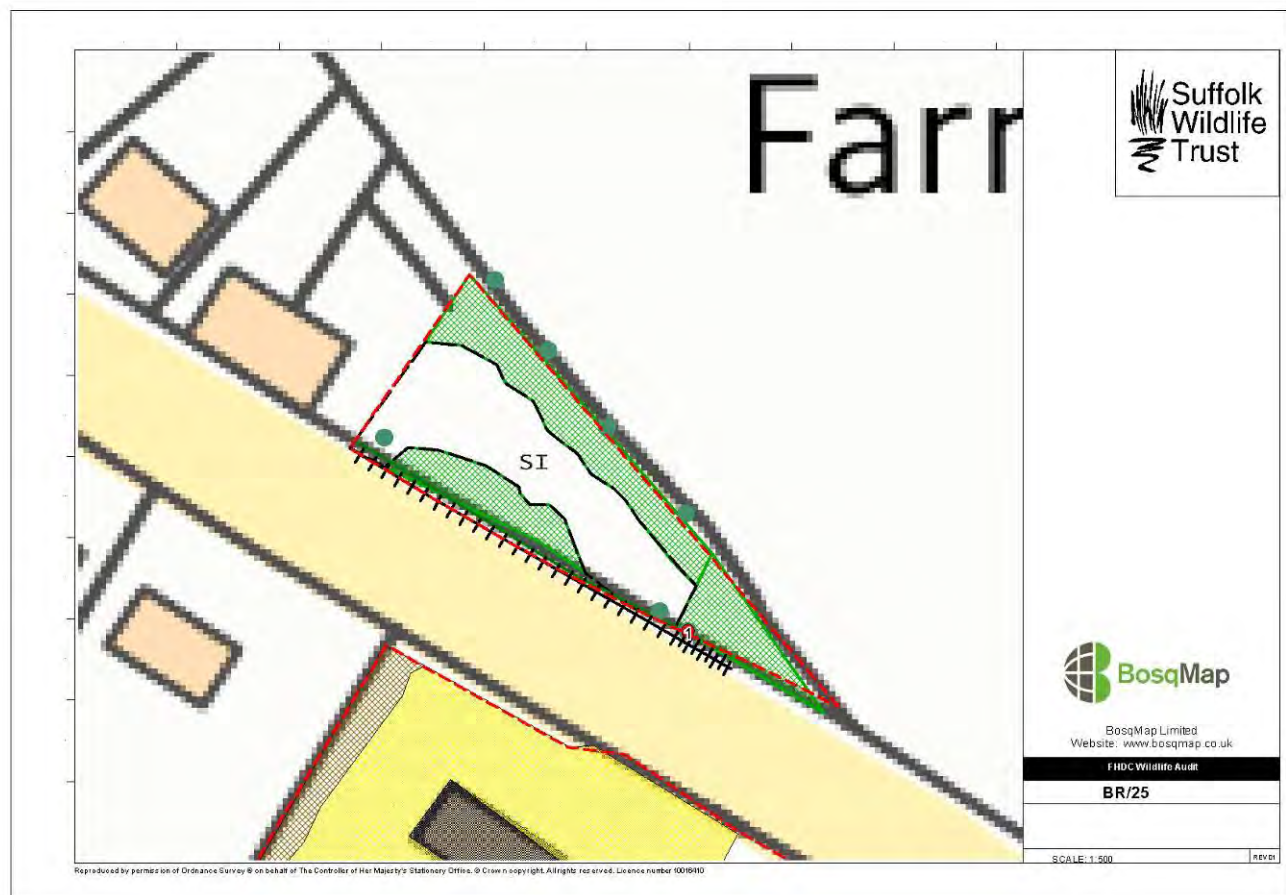 Farr
Suffolk
Wildlife
Trust
SI
1
BosqMap
BosqMap Limited
Website: www.bosqmap.co.uk
FHDC Wildlife Audit
BR/25
SCALE: 1:500
REV 01
Reproduced by permission of Ordnance Survey ® on behalf of The Controller of Her Majesty's Stationery Office. © Crown copyright. All rights reserved. Licence number 10016410